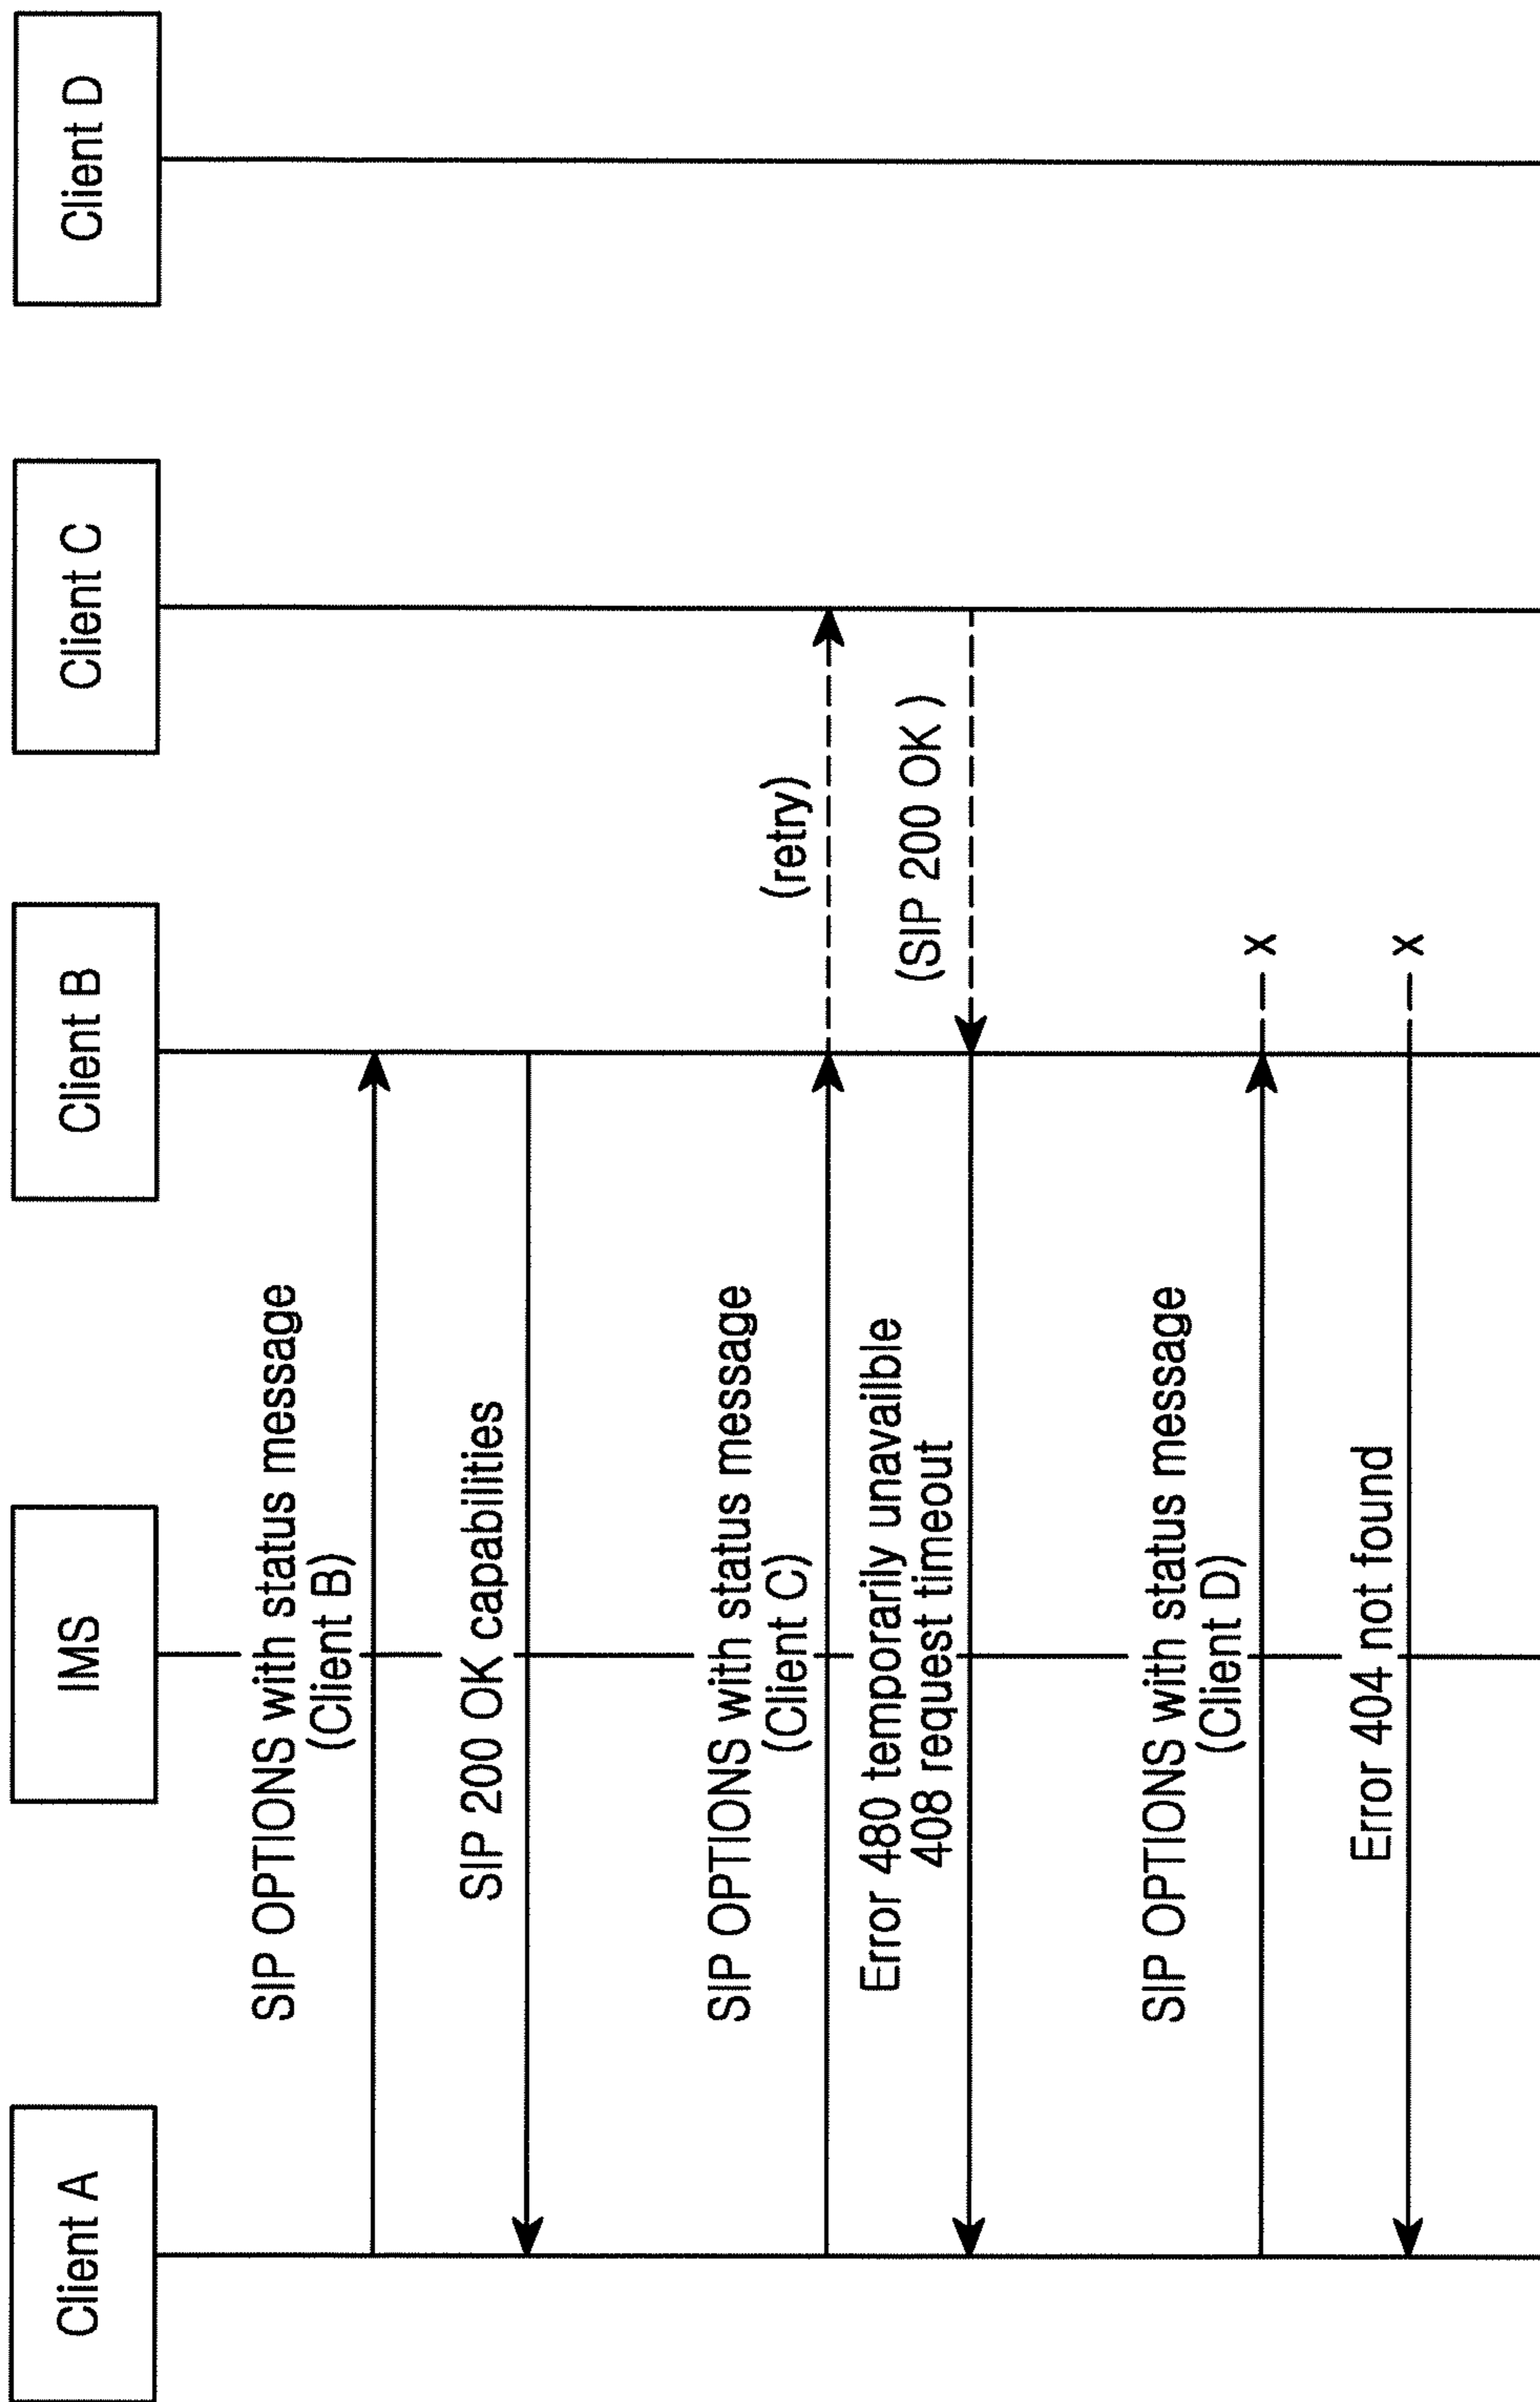 Client A
IMS
Client B
Client C
Client D
SIP OPTIONS with status message
(Client B)
SIP 200 OK capabilities
SIP OPTIONS with status message
(Client C)
(retry)
Error 480 temporarily unavailble
408 request timeout
(SIP 200 OK )
SIP OPTIONS with status message
(Client D)
x
Error 404 not found
x